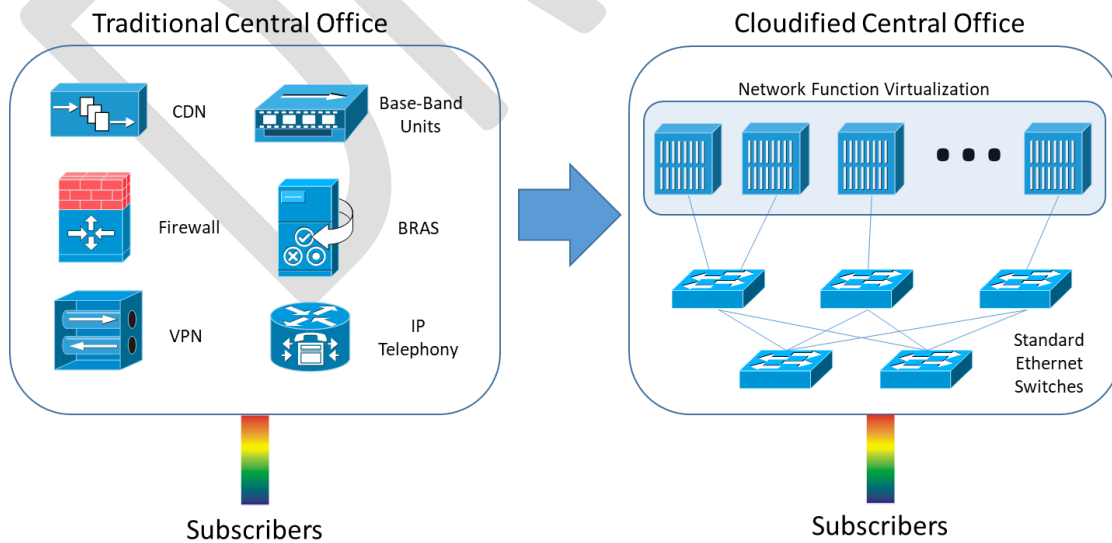 Traditional Central Office
CDN
Base-Band
Units
Firewall
BRAS
VPN
IP
Telephony
Subscribers
Cloudified Central Office
Network Function Virtualization
Standard
Ethernet
Switches
Subscribers